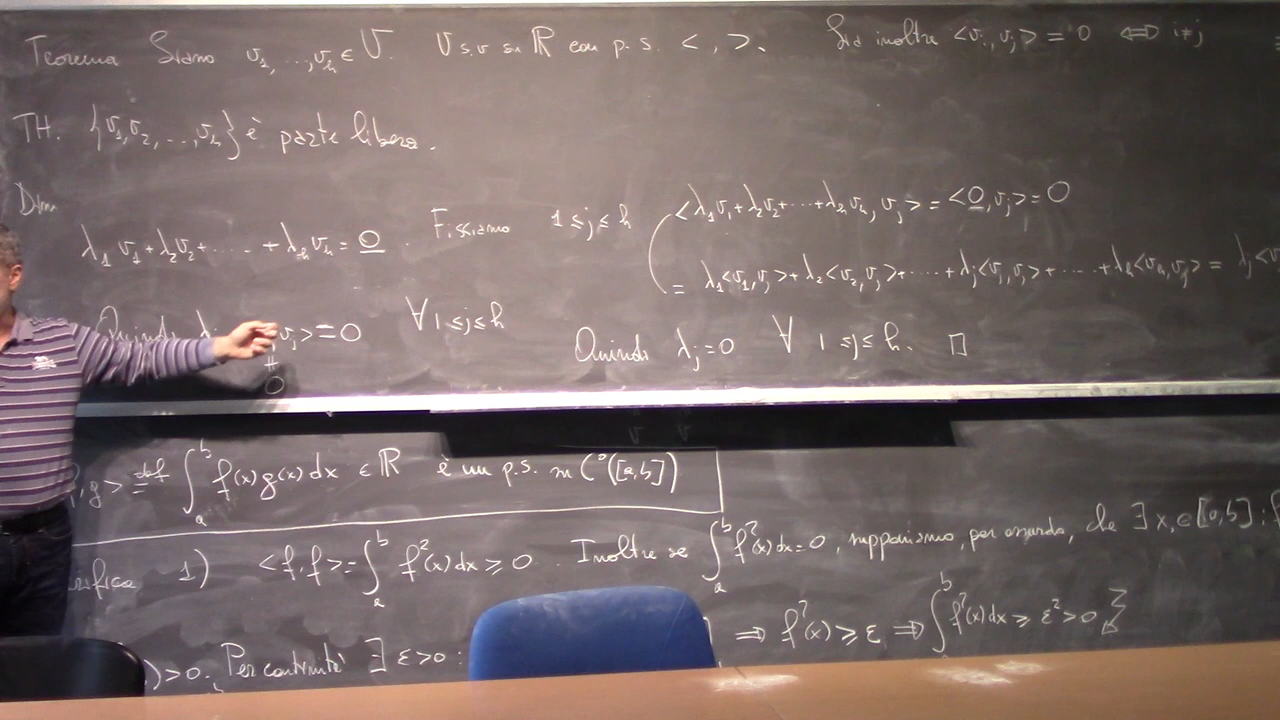 Teorema Siano v₁, ..., vₕ ∈ V. V s.v su ℝ con p.s. < , >. Sia inoltre <vᵢ, vⱼ> = 0 ⟺ i≠j
TH. {v₁, v₂, ..., vₕ} è parte libera.
Dim
λ₁v₁ + λ₂v₂ + ..... + λₕvₕ = 0. Fissiamo 1 ≤ j ≤ h
<λ₁v₁ + λ₂v₂ + ... + λₕvₕ, vⱼ> = <0, vⱼ> = 0
= λ₁<v₁, vⱼ> + λ₂<v₂, vⱼ> + .... + λⱼ<vⱼ, vⱼ> + .... + λₕ<vₕ, vⱼ> = λⱼ<v
Quindi vⱼ> = 0 ∀ 1 ≤ j ≤ h
≠
0
Quindi λⱼ = 0 ∀ 1 ≤ j ≤ h. □
, g> =def ∫ₐᵇ f(x)g(x)dx ∈ ℝ è un p.s. in C⁰([a,b])
1) <f, f> = ∫ₐᵇ f²(x)dx ≥ 0. Inoltre se ∫ₐᵇ f²(x)dx = 0, supponiamo, per assurdo, che ∃ x₁ ∈ [a,b] :
) > 0. Per continuità ∃ ε > 0 : ⇒ f²(x) ≥ ε ⇒ ∫ₐᵇ f²(x)dx ≥ ε² > 0